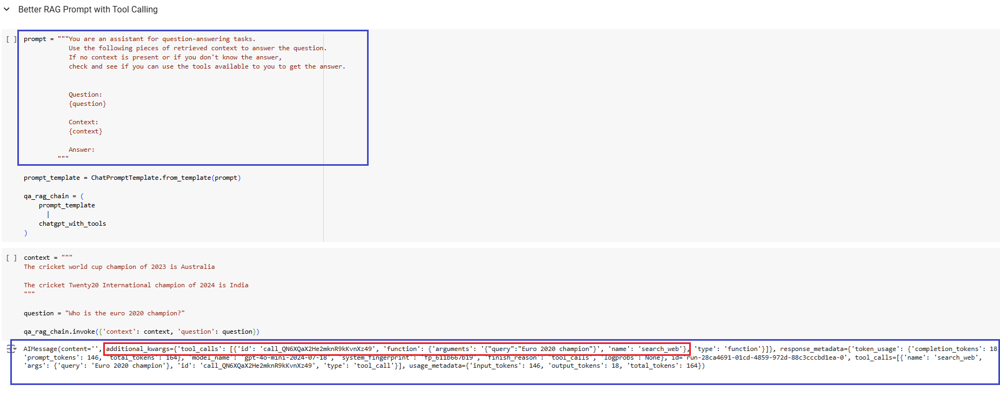 Better RAG Prompt with Tool Calling
[ ] prompt = """You are an assistant for question-answering tasks.
Use the following pieces of retrieved context to answer the question.
If no context is present or if you don't know the answer,
check and see if you can use the tools available to you to get the answer.
Question:
{question}
Context:
{context}
Answer:
"""
prompt_template = ChatPromptTemplate.from_template(prompt)
qa_rag_chain = (
prompt_template
|
chatgpt_with_tools
)
[ ] context = """
The cricket world cup champion of 2023 is Australia
The cricket Twenty20 International champion of 2024 is India
"""
question = "Who is the euro 2020 champion?"
qa_rag_chain.invoke({'context': context, 'question': question})
AIMessage(content='', additional_kwargs={'tool_calls': [{'id': 'call_QN6XQaX2He2mknR9kKvnXz49', 'function': {'arguments': '{"query":"Euro 2020 champion"}', 'name': 'search_web'}, 'type': 'function'}]}, response_metadata={'token_usage': {'completion_tokens': 18,
'prompt_tokens': 146, 'total_tokens': 164}, 'model_name': 'gpt-4o-mini-2024-07-18', 'system_fingerprint': 'fp_611b667b19', 'finish_reason': 'tool_calls', 'logprobs': None}, id='run-28ca4691-01cd-4859-972d-88c3cccbd1ea-0', tool_calls=[{'name': 'search_web',
'args': {'query': 'Euro 2020 champion'}, 'id': 'call_QN6XQaX2He2mknR9kKvnXz49', 'type': 'tool_call'}], usage_metadata={'input_tokens': 146, 'output_tokens': 18, 'total_tokens': 164})